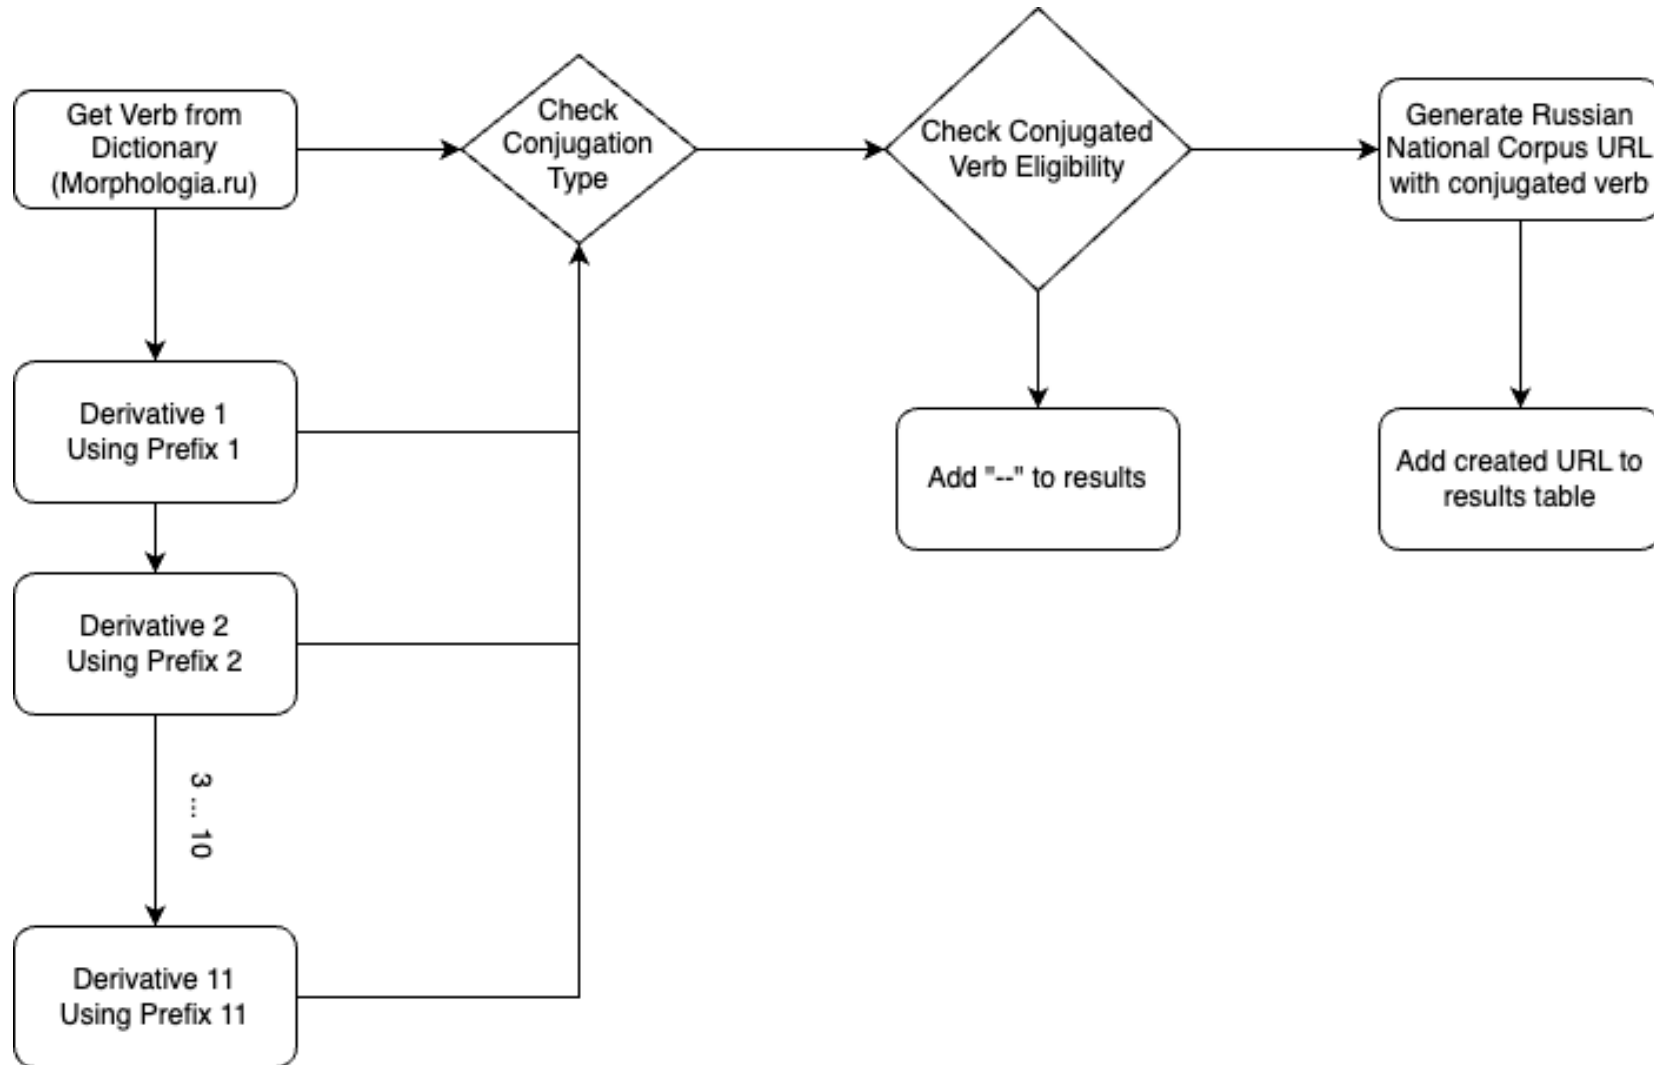 Get Verb from
Dictionary
(Morphologia.ru)
Check
Conjugation
Type
Check Conjugated
Verb Eligibility
Generate Russian
National Corpus URL
with conjugated verb
Derivative 1
Using Prefix 1
Add "--" to results
Add created URL to
results table
Derivative 2
Using Prefix 2
3 ... 10
Derivative 11
Using Prefix 11